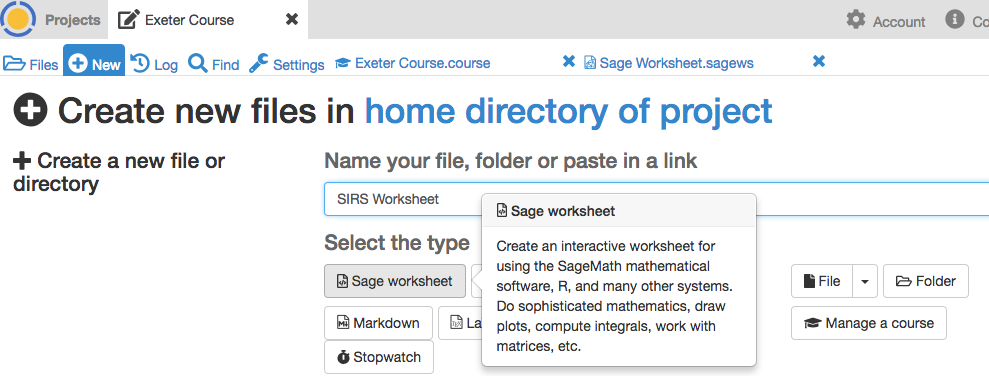 Projects
Exeter Course
Account
Files
New
Log
Find
Settings
Exeter Course.course
Sage Worksheet.sagews
Create new files in home directory of project
Create a new file or
directory
Name your file, folder or paste in a link
SIRS Worksheet
Sage worksheet
Select the type
Create an interactive worksheet for
using the SageMath mathematical
software, R, and many other systems.
Do sophisticated mathematics, draw
plots, compute integrals, work with
matrices, etc.
Sage worksheet
File
Folder
Markdown
Manage a course
Stopwatch